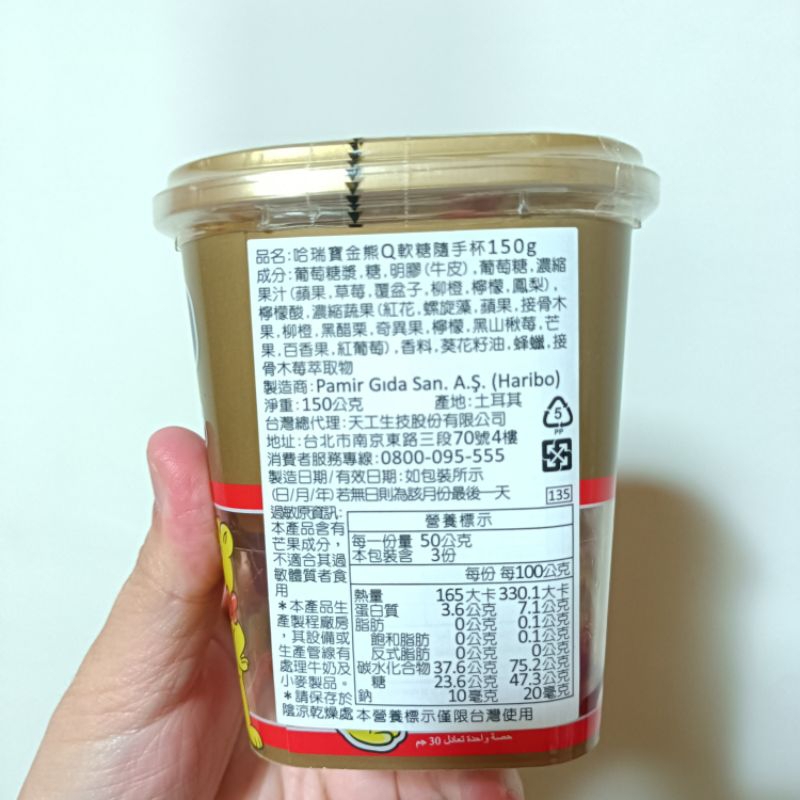 品名:哈瑞寶金熊Q軟糖隨手杯150g
成分:葡萄糖漿,糖,明膠(牛皮),葡萄糖,濃縮
果汁(蘋果,草莓,覆盆子,柳橙,檸檬,鳳梨),
檸檬酸,濃縮蔬果(紅花,螺旋藻,蘋果,接骨木
果,柳橙,黑醋栗,奇異果,檸檬,黑山楸莓,芒
果,百香果,紅葡萄),香料,葵花籽油,蜂蠟,接
骨木莓萃取物
製造商:Pamir Gıda San. A.Ş. (Haribo)
淨重:150公克 產地:土耳其
台灣總代理:天工生技股份有限公司
地址:台北市南京東路三段70號4樓
消費者服務專線:0800-095-555
製造日期/有效日期:如包裝所示
(日/月/年)若無日則為該月份最後一天
5
PP
135
過敏原資訊:
本產品含有
芒果成分,
不適合其過
敏體質者食
用
*本產品生
產製程廠房
,其設備或
生產管線有
處理牛奶及
小麥製品。
*請保存於
陰涼乾燥處
營養標示
每一份量 50公克
本包裝含 3份
每份 每100公克
熱量 165大卡 330.1大卡
蛋白質 3.6公克 7.1公克
脂肪 0公克 0.1公克
飽和脂肪 0公克 0.1公克
反式脂肪 0公克 0公克
碳水化合物 37.6公克 75.2公克
糖 23.6公克 47.3公克
鈉 10毫克 20毫克
本營養標示僅限台灣使用
حصة واحدة تعادل 30 جم